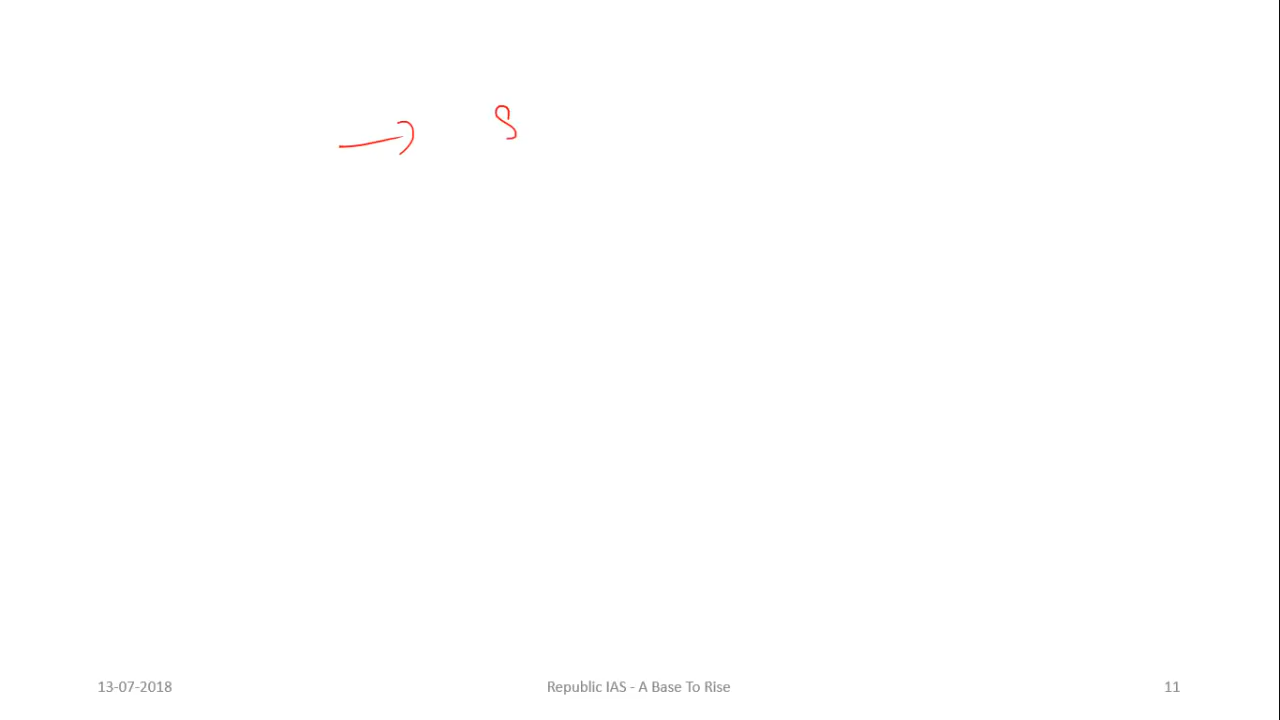 → S
13-07-2018 Republic IAS - A Base To Rise 11